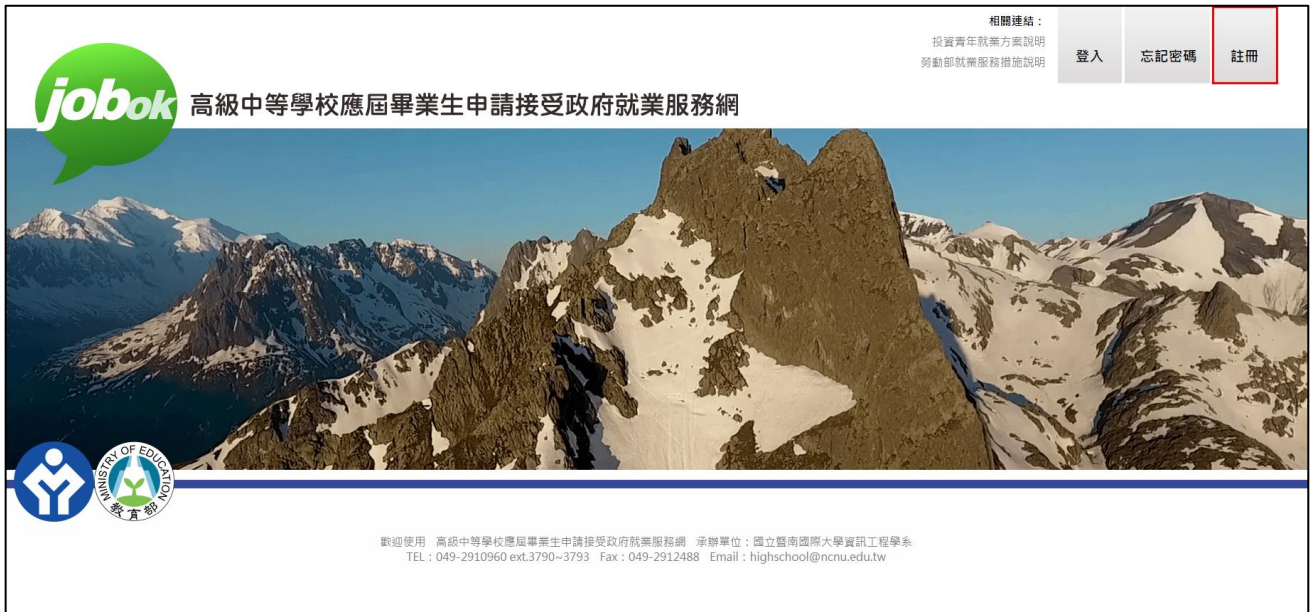 相關連結：
投資青年就業方案說明
勞動部就業服務措施說明
登入
忘記密碼
註冊
jobok
高級中等學校應屆畢業生申請接受政府就業服務網
MINISTRY OF EDUCATION
教育部
歡迎使用 高級中等學校應屆畢業生申請接受政府就業服務網 承辦單位：國立暨南國際大學資訊工程學系
TEL：049-2910960 ext.3790~3793 Fax：049-2912488 Email：highschool@ncnu.edu.tw